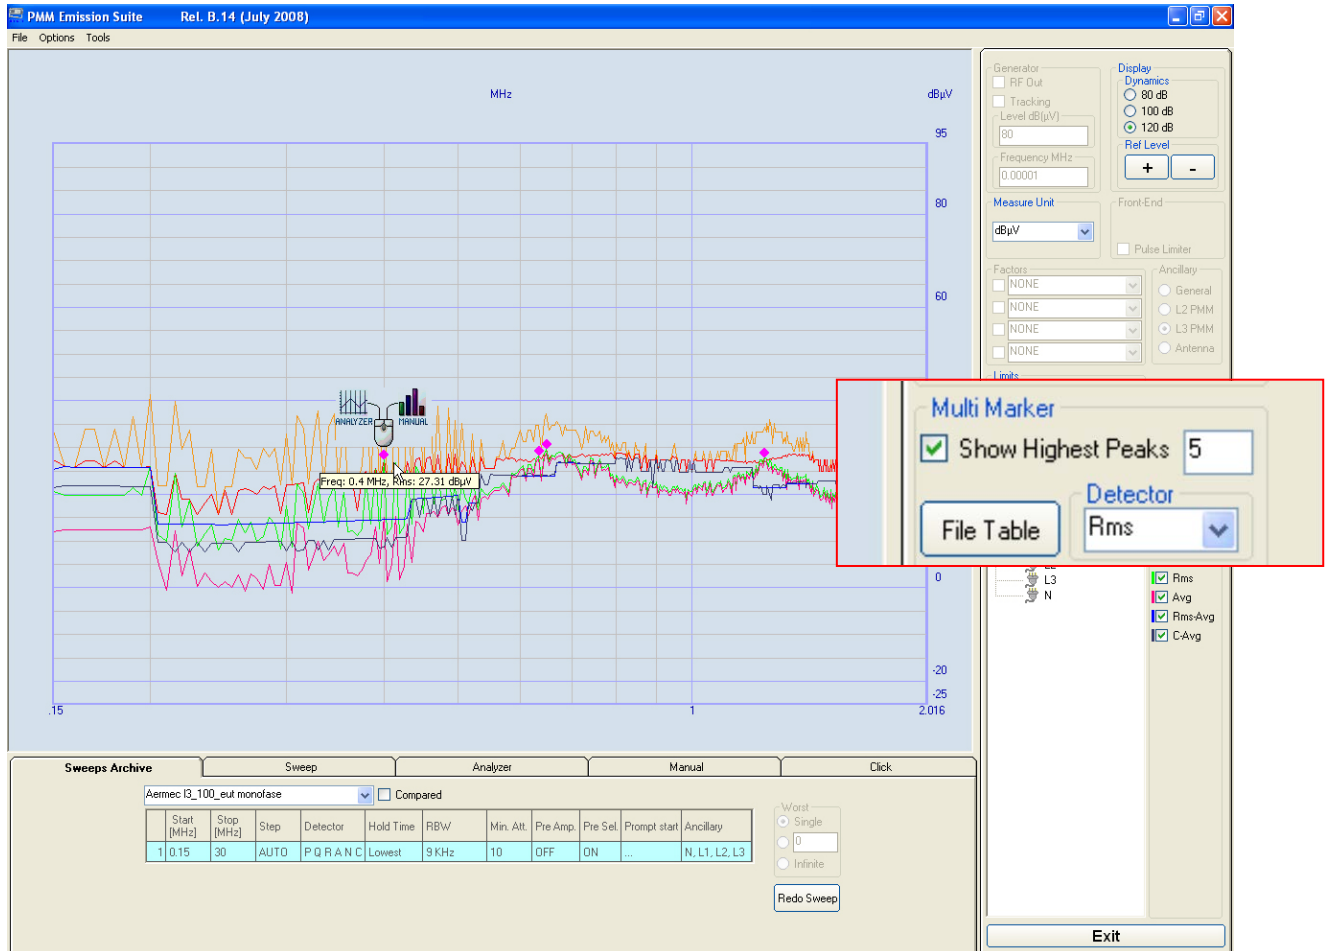 PMM Emission Suite Rel. B.14 (July 2008)
File Options Tools
MHz
dBµV
95
80
60
0
-20
-25
.15
1
2.016
ANALYZER
MANUAL
Freq: 0.4 MHz, Rms: 27.31 dBµV
Generator
RF Out
Tracking
Level dB(µV)
80
Frequency MHz
0.00001
Display
Dynamics
80 dB
100 dB
120 dB
Ref Level
+ -
Measure Unit
dBµV
Front-End
Pulse Limiter
Factors
NONE
NONE
NONE
NONE
Ancillary
General
L2 PMM
L3 PMM
Antenna
Limits
Multi Marker
Show Highest Peaks 5
File Table
Detector
Rms
L2
L3
N
Rms
Avg
Rms-Avg
C-Avg
Sweeps Archive Sweep Analyzer Manual Click
Aermec I3_100_eut monofase
Compared
Start [MHz] Stop [MHz] Step Detector Hold Time RBW Min. Att. Pre Amp. Pre Sel. Prompt start Ancillary
1 0.15 30 AUTO P Q R A N C Lowest 9 KHz 10 OFF ON ... N, L1, L2, L3
Worst
Single
0
Infinite
Redo Sweep
Exit